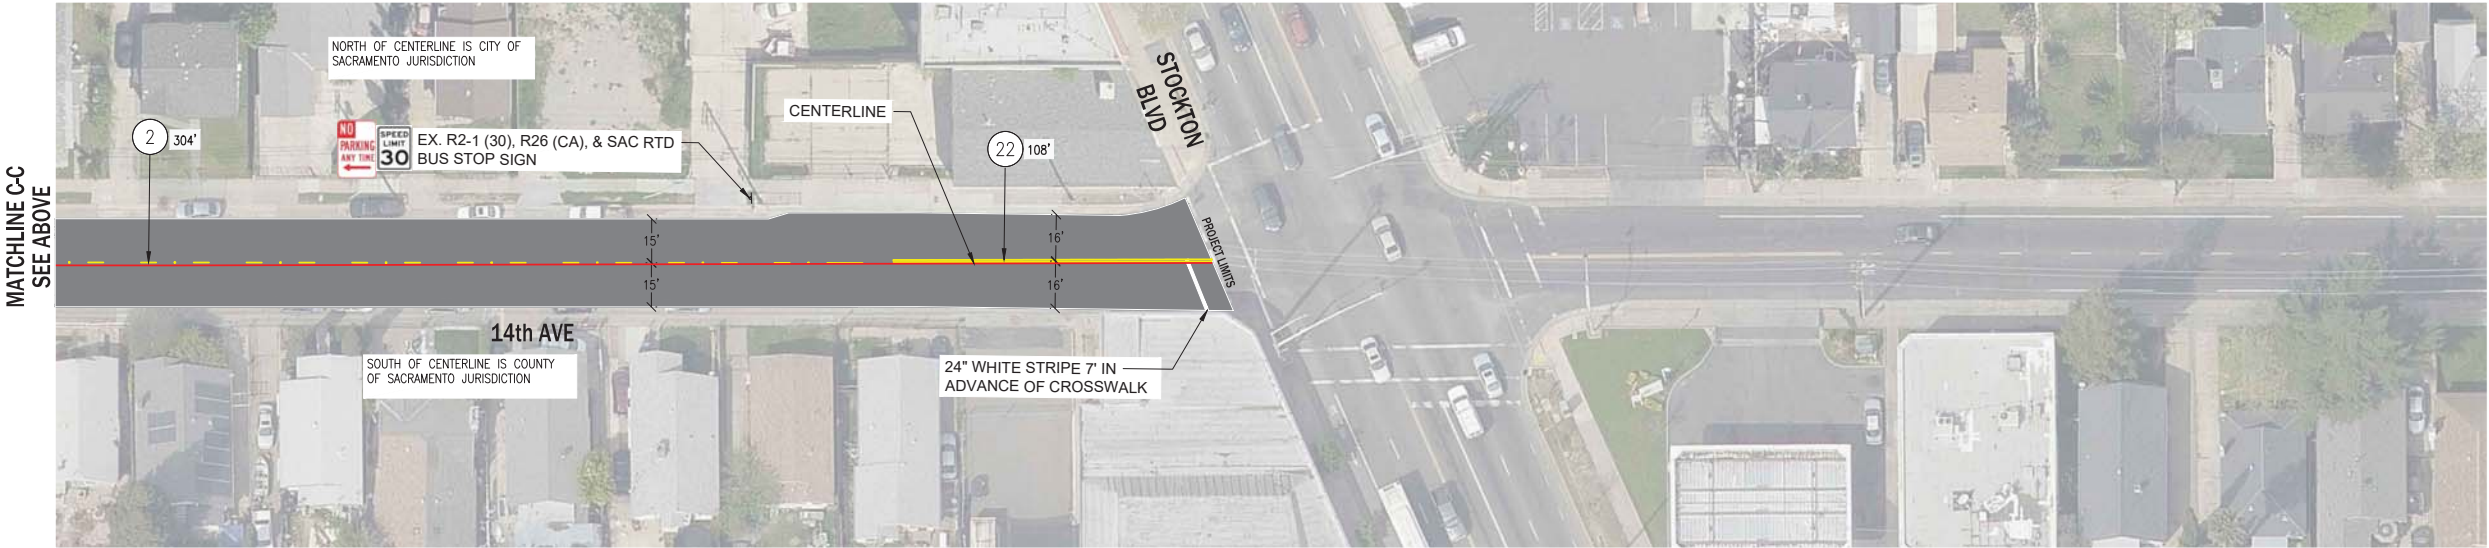 MATCHLINE C-C
SEE ABOVE
NORTH OF CENTERLINE IS CITY OF
SACRAMENTO JURISDICTION
2 304'
NO
PARKING
ANY TIME
SPEED
LIMIT
30
EX. R2-1 (30), R26 (CA), & SAC RTD
BUS STOP SIGN
CENTERLINE
22 108'
STOCKTON
BLVD
15'
15'
16'
16'
PROJECT LIMITS
14th AVE
SOUTH OF CENTERLINE IS COUNTY
OF SACRAMENTO JURISDICTION
24" WHITE STRIPE 7' IN
ADVANCE OF CROSSWALK